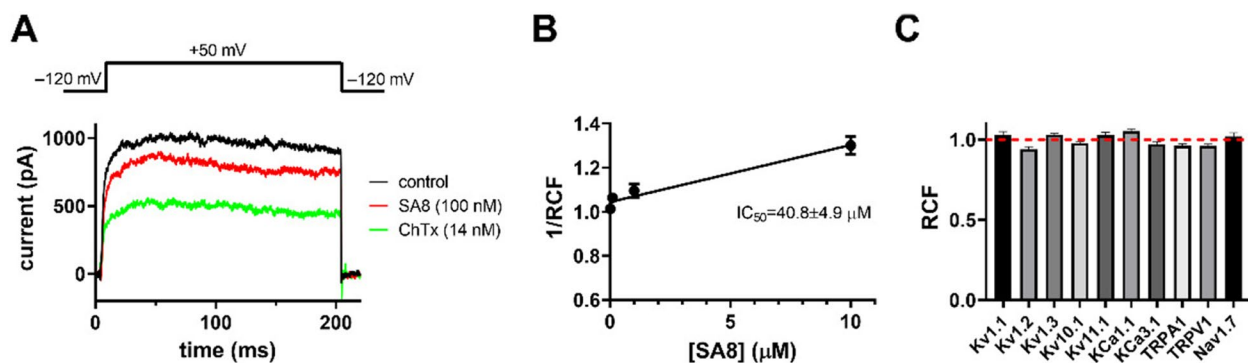 A
+50 mV
−120 mV
−120 mV
1000
500
0
current (pA)
0
100
200
time (ms)
control
SA8 (100 nM)
ChTx (14 nM)
B
1.4
1.2
1.0
0.8
0.6
1/RCF
IC50=40.8±4.9 μM
0
5
10
[SA8] (μM)
C
1.0
0.5
0.0
RCF
Kv1.1
Kv1.2
Kv1.3
Kv10.1
Kv11.1
KCa1.1
KCa3.1
TRPA1
TRPV1
Nav1.7